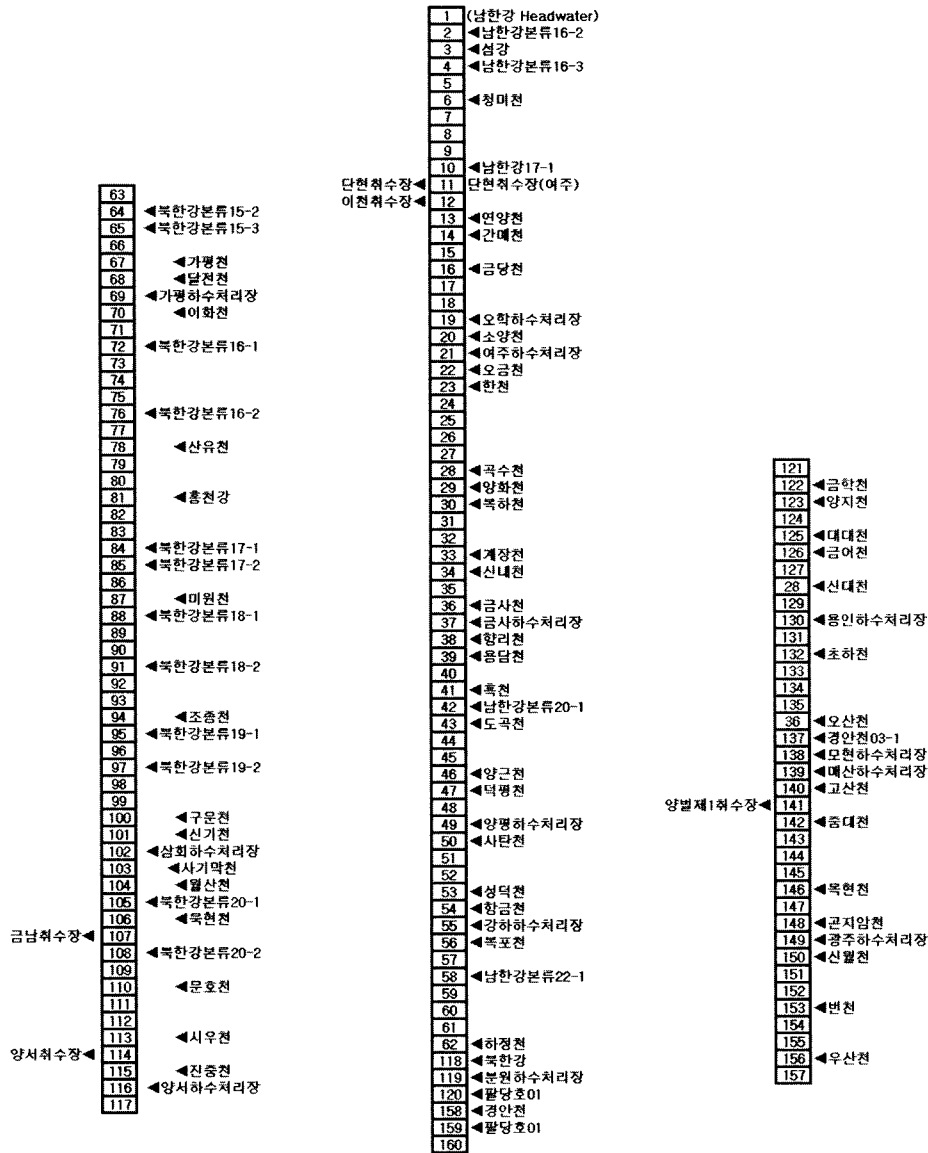 63
64 ◀북한강본류15-2
65 ◀북한강본류15-3
66
67 ◀가평천
68 ◀달전천
69 ◀가평하수처리장
70 ◀이화천
71
72 ◀북한강본류16-1
73
74
75
76 ◀북한강본류16-2
77
78 ◀산유천
79
80
81 ◀홍천강
82
83
84 ◀북한강본류17-1
85 ◀북한강본류17-2
86
87 ◀미원천
88 ◀북한강본류18-1
89
90
91 ◀북한강본류18-2
92
93
94 ◀조종천
95 ◀북한강본류19-1
96
97 ◀북한강본류19-2
98
99
100 ◀구문천
101 ◀신기천
102 ◀삼회하수처리장
103 ◀사기막천
104 ◀월산천
105 ◀북한강본류20-1
106 ◀묵현천
금남취수장◀ 107
108 ◀북한강본류20-2
109
110 ◀문호천
111
112
113 ◀시우천
양서취수장◀ 114
115 ◀진중천
116 ◀양서하수처리장
117
1 (남한강 Headwater)
2 ◀남한강본류16-2
3 ◀섬강
4 ◀남한강본류16-3
5
6 ◀청미천
7
8
9
10 ◀남한강17-1
단현취수장◀ 11 단현취수장(여주)
이천취수장◀ 12
13 ◀연양천
14 ◀간매천
15
16 ◀금당천
17
18
19 ◀오학하수처리장
20 ◀소양천
21 ◀여주하수처리장
22 ◀오금천
23 ◀한천
24
25
26
27
28 ◀곡수천
29 ◀양화천
30 ◀복하천
31
32
33 ◀계장천
34 ◀신내천
35
36 ◀금사천
37 ◀금사하수처리장
38 ◀향리천
39 ◀용담천
40
41 ◀흑천
42 ◀남한강본류20-1
43 ◀도곡천
44
45
46 ◀양근천
47 ◀덕평천
48
49 ◀양평하수처리장
50 ◀사탄천
51
52
53 ◀성덕천
54 ◀항금천
55 ◀강하하수처리장
56 ◀복포천
57
58 ◀남한강본류22-1
59
60
61
62 ◀하정천
118 ◀북한강
119 ◀분원하수처리장
120 ◀팔당호01
158 ◀경안천
159 ◀팔당호01
160
121
122 ◀금학천
123 ◀양지천
124
125 ◀대대천
126 ◀금어천
127
28 ◀신대천
129
130 ◀용인하수처리장
131
132 ◀초하천
133
134
135
36 ◀오산천
137 ◀경안천03-1
138 ◀모현하수처리장
139 ◀매산하수처리장
140 ◀고산천
양벌제1취수장◀ 141
142 ◀중대천
143
144
145
146 ◀목현천
147
148 ◀곤지암천
149 ◀광주하수처리장
150 ◀신월천
151
152
153 ◀번천
154
155
156 ◀우산천
157